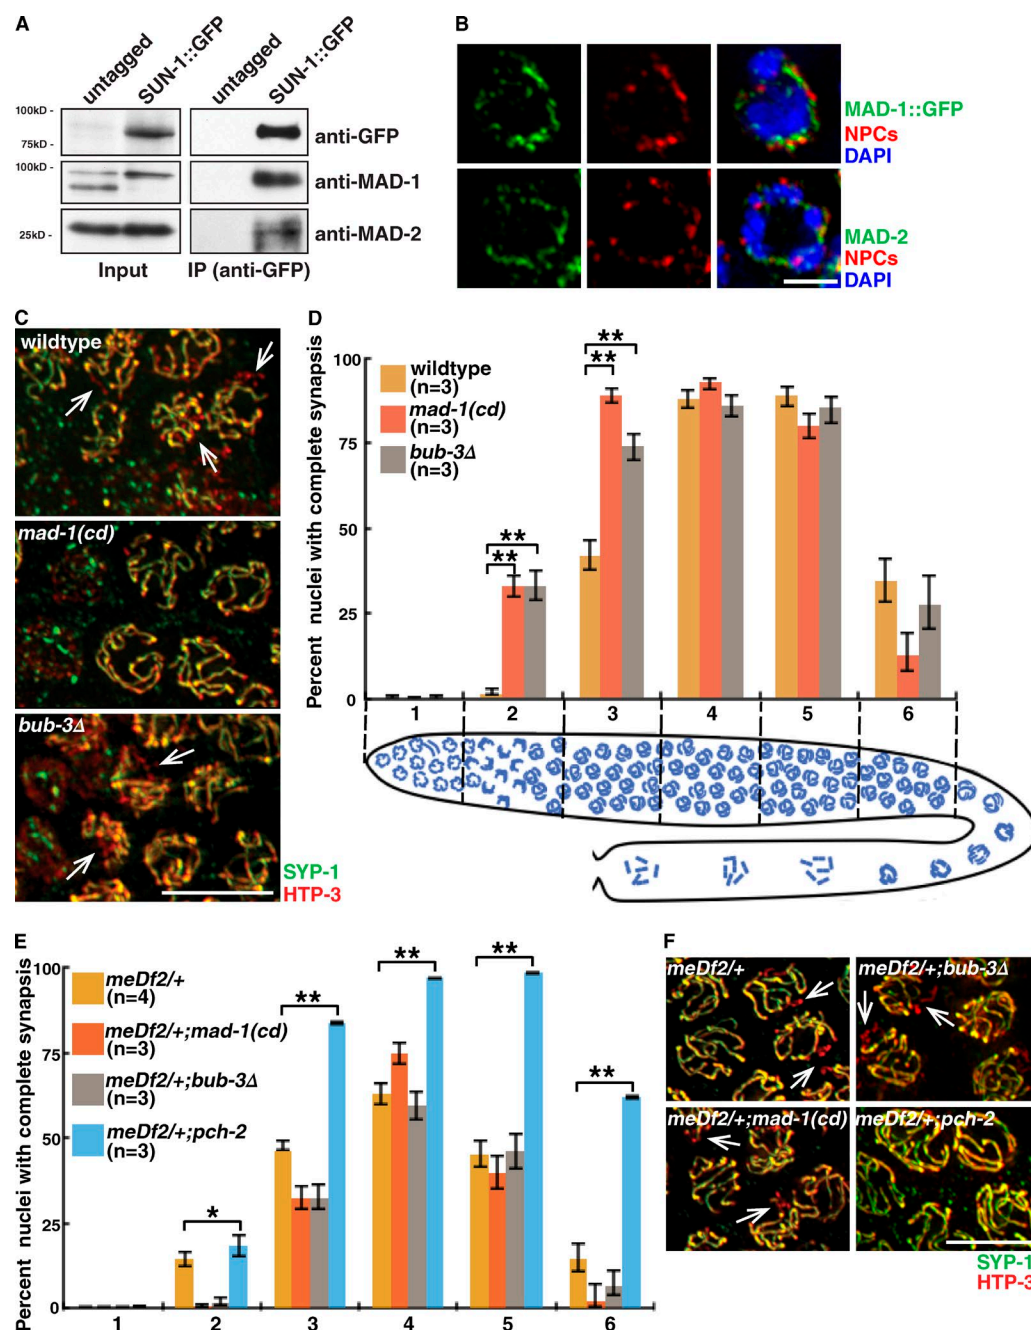 A
untagged
SUN-1::GFP
untagged
SUN-1::GFP
100kD -
75kD -
anti-GFP
100kD -
anti-MAD-1
25kD -
anti-MAD-2
Input
IP (anti-GFP)
B
MAD-1::GFP
NPCs
DAPI
MAD-2
NPCs
DAPI
C
wildtype
mad-1(cd)
bub-3Δ
SYP-1
HTP-3
D
Percent nuclei with complete synapsis
100
75
50
25
0
wildtype
(n=3)
mad-1(cd)
(n=3)
bub-3Δ
(n=3)
**
**
**
**
1 2 3 4 5 6
E
Percent nuclei with complete synapsis
100
75
50
25
0
meDf2/+
(n=4)
meDf2/+;mad-1(cd)
(n=3)
meDf2/+;bub-3Δ
(n=3)
meDf2/+;pch-2
(n=3)
*
**
**
**
**
1 2 3 4 5 6
F
meDf2/+
meDf2/+;bub-3Δ
meDf2/+;mad-1(cd)
meDf2/+;pch-2
SYP-1
HTP-3